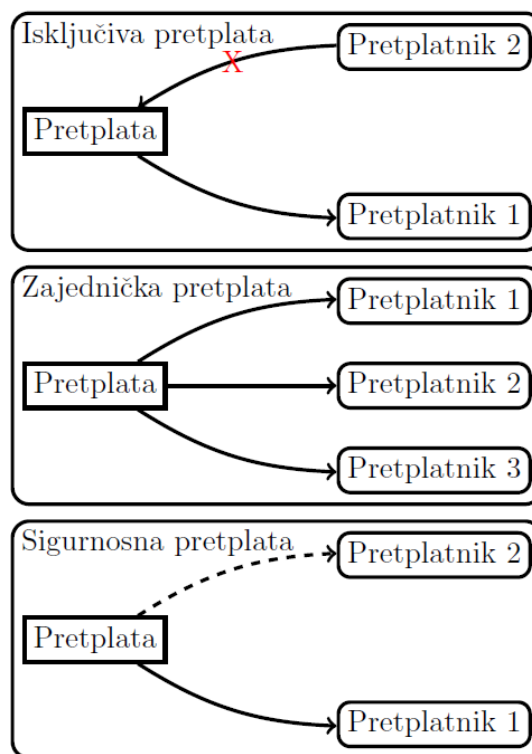 Isključiva pretplata
Pretplatnik 2
X
Pretplata
Pretplatnik 1
Zajednička pretplata
Pretplatnik 1
Pretplata
Pretplatnik 2
Pretplatnik 3
Sigurnosna pretplata
Pretplatnik 2
Pretplata
Pretplatnik 1